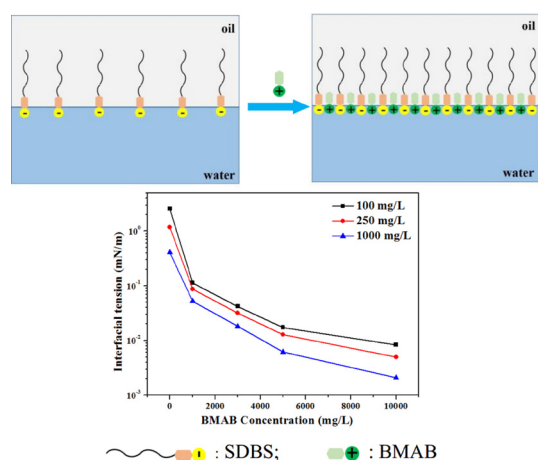 oil
water
oil
water
Interfacial tension (mN/m)
10⁰
10⁻¹
10⁻²
10⁻³
100 mg/L
250 mg/L
1000 mg/L
0 2000 4000 6000 8000 10000
BMAB Concentration (mg/L)
: SDBS; : BMAB